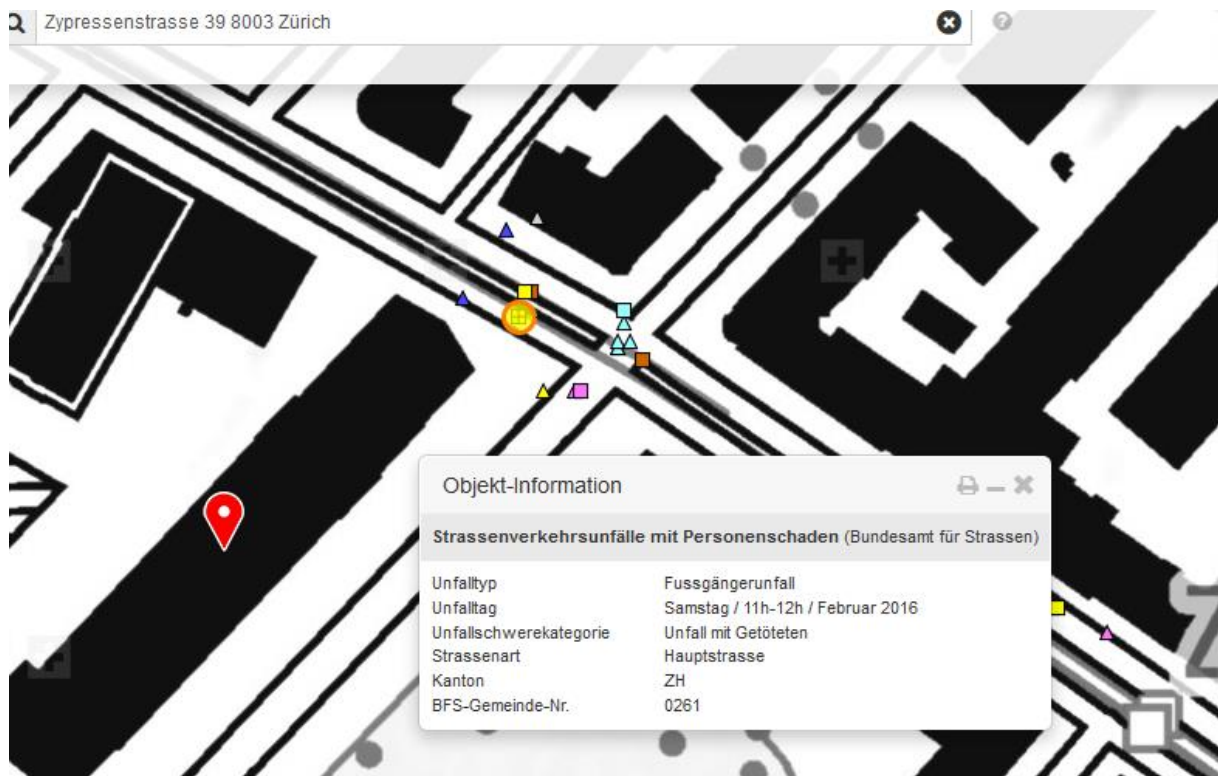 Zypressenstrasse 39 8003 Zürich
Objekt-Information
Strassenverkehrsunfälle mit Personenschaden (Bundesamt für Strassen)
Unfalltyp Fussgängerunfall
Unfalltag Samstag / 11h-12h / Februar 2016
Unfallschwerekategorie Unfall mit Getöteten
Strassenart Hauptstrasse
Kanton ZH
BFS-Gemeinde-Nr. 0261